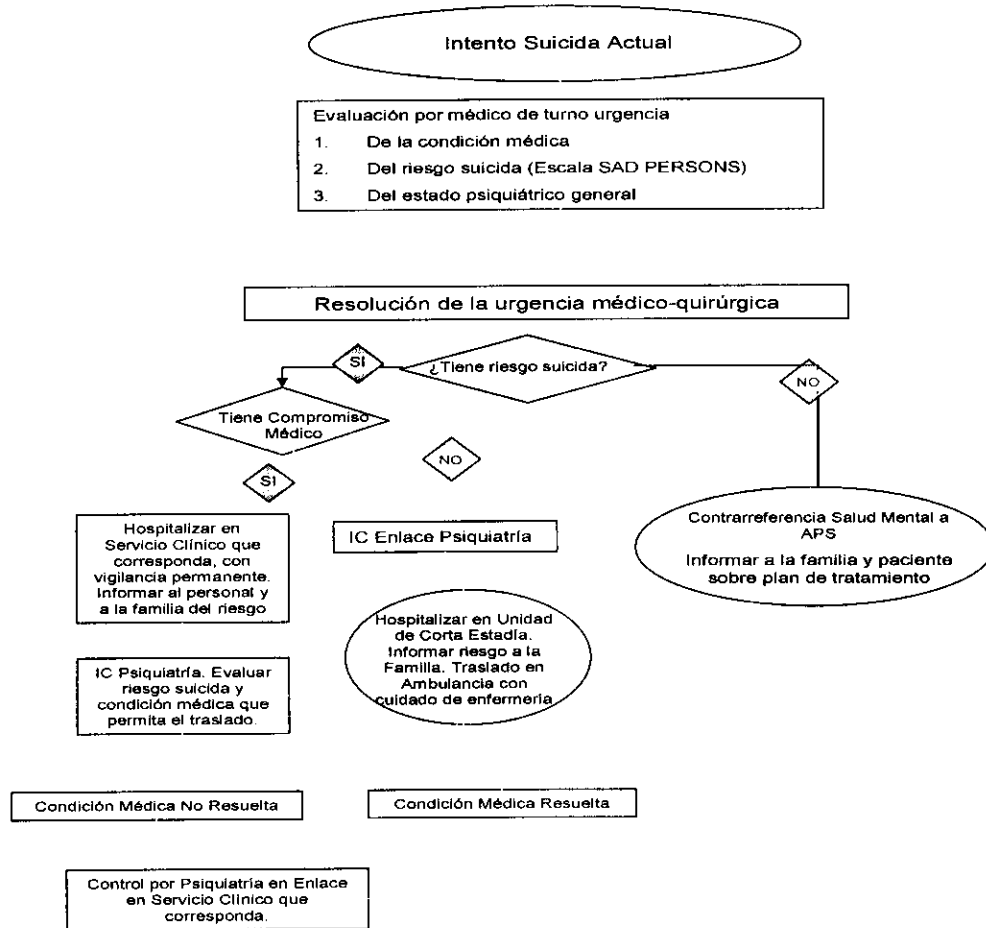 Intento Suicida Actual
Evaluación por médico de turno urgencia
1. De la condición médica
2. Del riesgo suicida (Escala SAD PERSONS)
3. Del estado psiquiátrico general
Resolución de la urgencia médico-quirúrgica
SI
¿Tiene riesgo suicida?
NO
Tiene Compromiso
Médico
NO
SI
Hospitalizar en
Servicio Clínico que
corresponda, con
vigilancia permanente.
Informar al personal y
a la familia del riesgo
IC Enlace Psiquiatría
Contrarreferencia Salud Mental a
APS
Informar a la familia y paciente
sobre plan de tratamiento
Hospitalizar en Unidad
de Corta Estadía.
Informar riesgo a la
Familia. Traslado en
Ambulancia con
cuidado de enfermería
IC Psiquiatría. Evaluar
riesgo suicida y
condición médica que
permita el traslado.
Condición Médica No Resuelta
Condición Médica Resuelta
Control por Psiquiatría en Enlace
en Servicio Clínico que
corresponda.